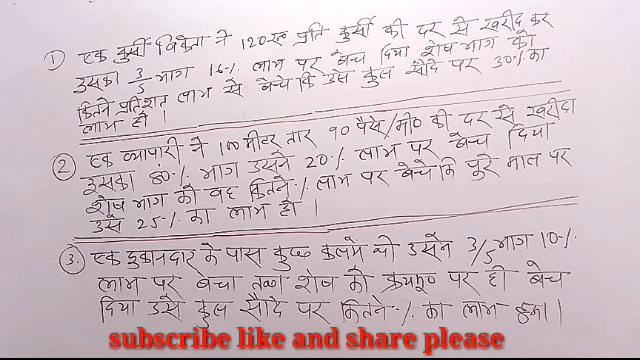 ① एक कुर्सी विक्रेता ने 120रू प्रति कुर्सी की दर से खरीद कर
उसका 3/5 भाग 16% लाभ पर बेच दिया शेष भाग को
कितने प्रतिशत लाभ से बेचे कि उसे कुल सौदे पर 30% का
लाभ हो।
② एक व्यापारी ने 100 मीटर तार 90 पैसे/मी० की दर से खरीदा
उसका 80% भाग उसने 20% लाभ पर बेच दिया
शेष भाग को वह कितने % लाभ पर बेचे कि पूरे माल पर
उसे 25% का लाभ हो।
③ एक दुकानदार के पास कुछ कलमें थी उसने 3/5 भाग 10%
लाभ पर बेचा तथा शेष को क्रयमू० पर ही बेच
दिया उसे कुल सौदे पर कितने % का लाभ हुआ।
subscribe like and share please